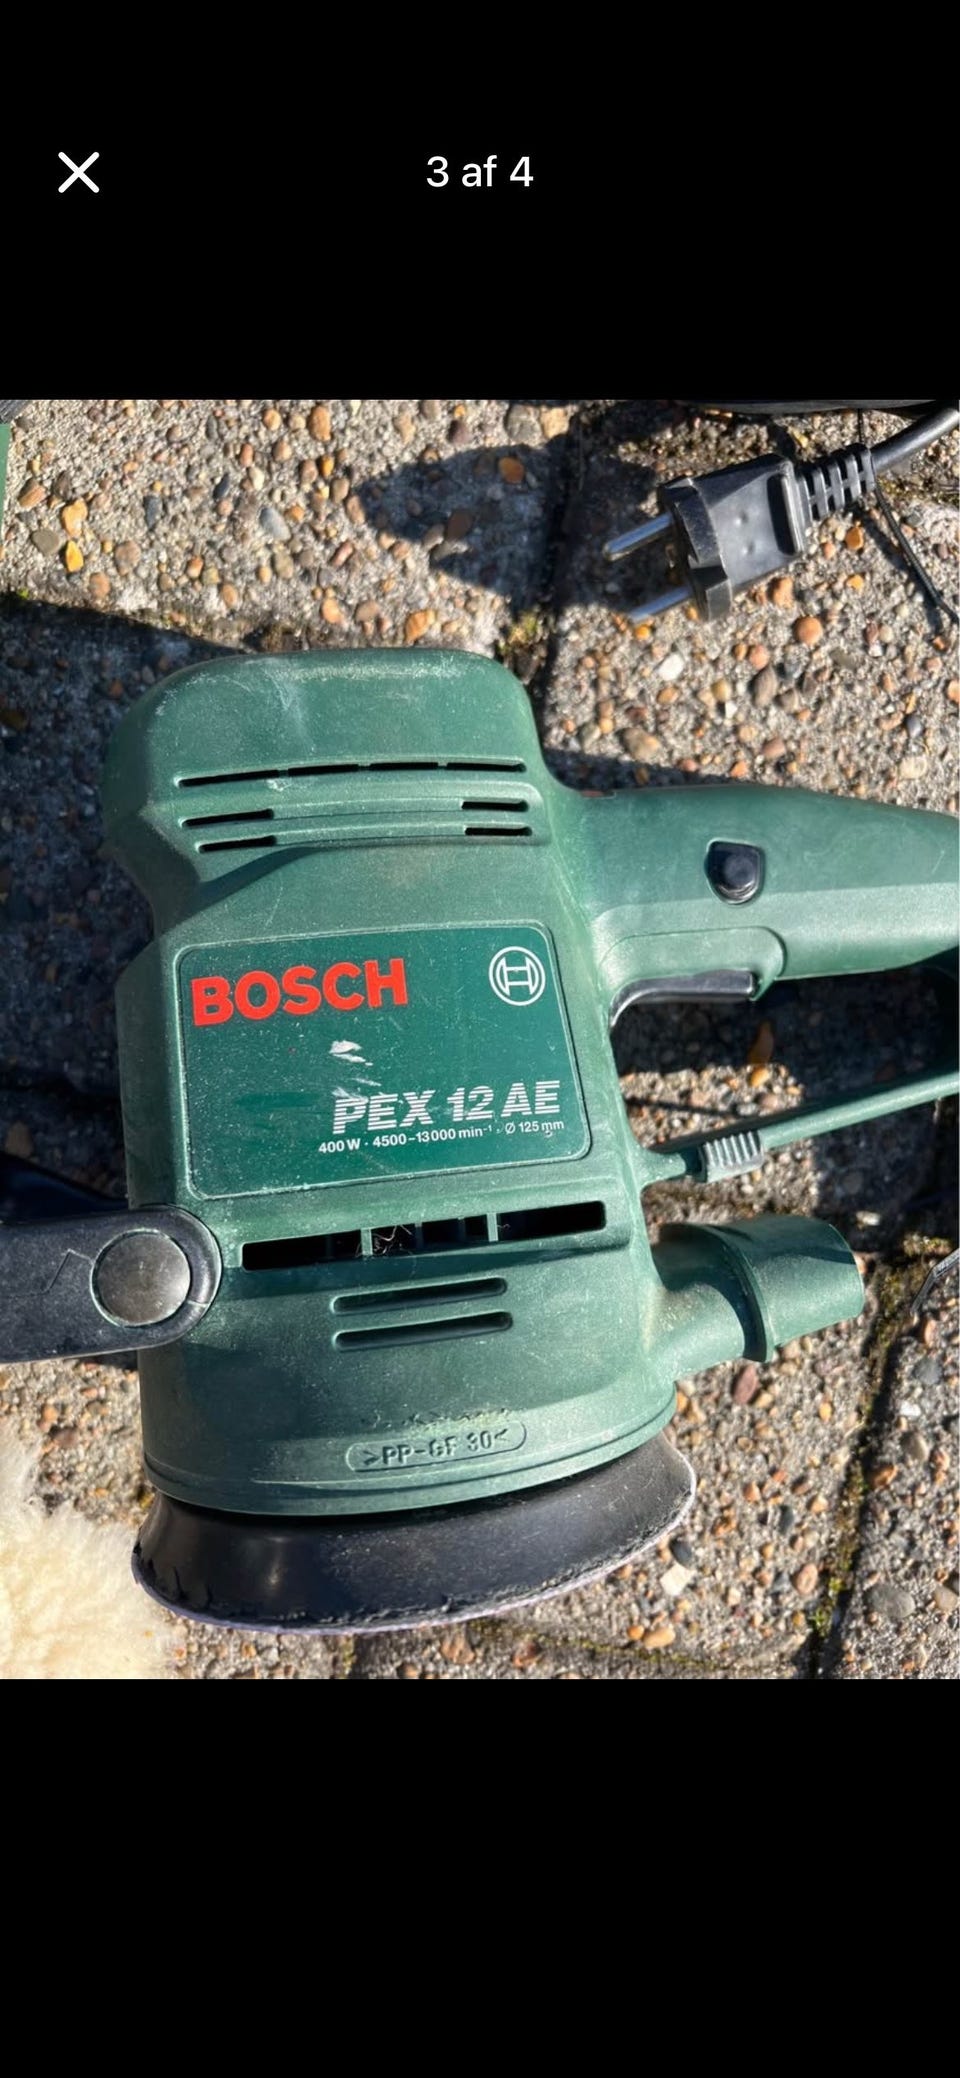 3 af 4
BOSCH
PEX 12 AE
400 W · 4500-13000 min⁻¹ · Ø 125 mm
>PP-GF 30<